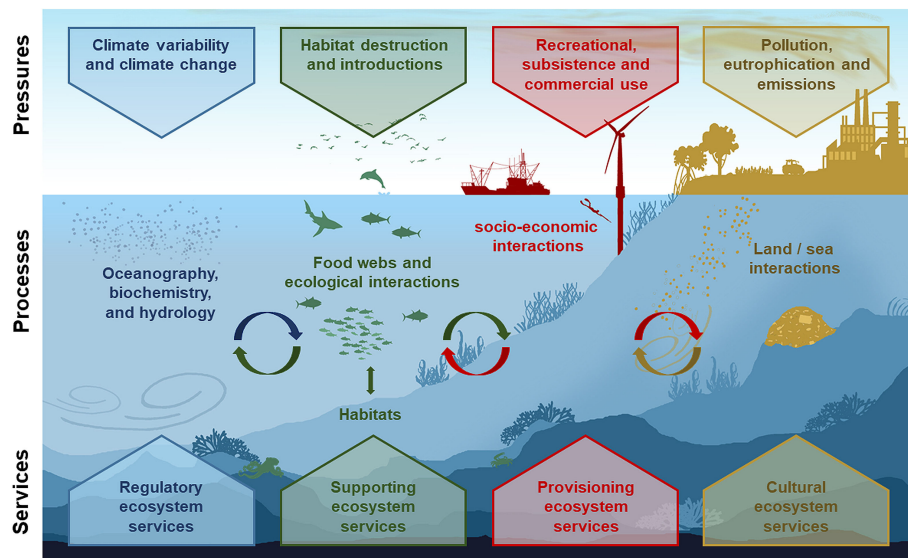 Pressures
Climate variability
and climate change
Habitat destruction
and introductions
Recreational,
subsistence and
commercial use
Pollution,
eutrophication and
emissions
Processes
Oceanography,
biochemistry,
and hydrology
Food webs and
ecological interactions
Habitats
socio-economic
interactions
Land / sea
interactions
Services
Regulatory
ecosystem
services
Supporting
ecosystem
services
Provisioning
ecosystem
services
Cultural
ecosystem
services